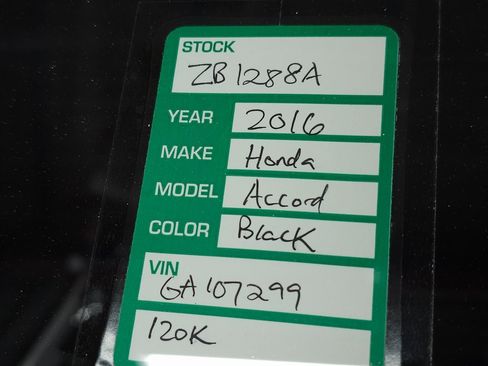 STOCK
ZB1288A
YEAR 2016
MAKE Honda
MODEL Accord
COLOR Black
VIN
GA107299
120K